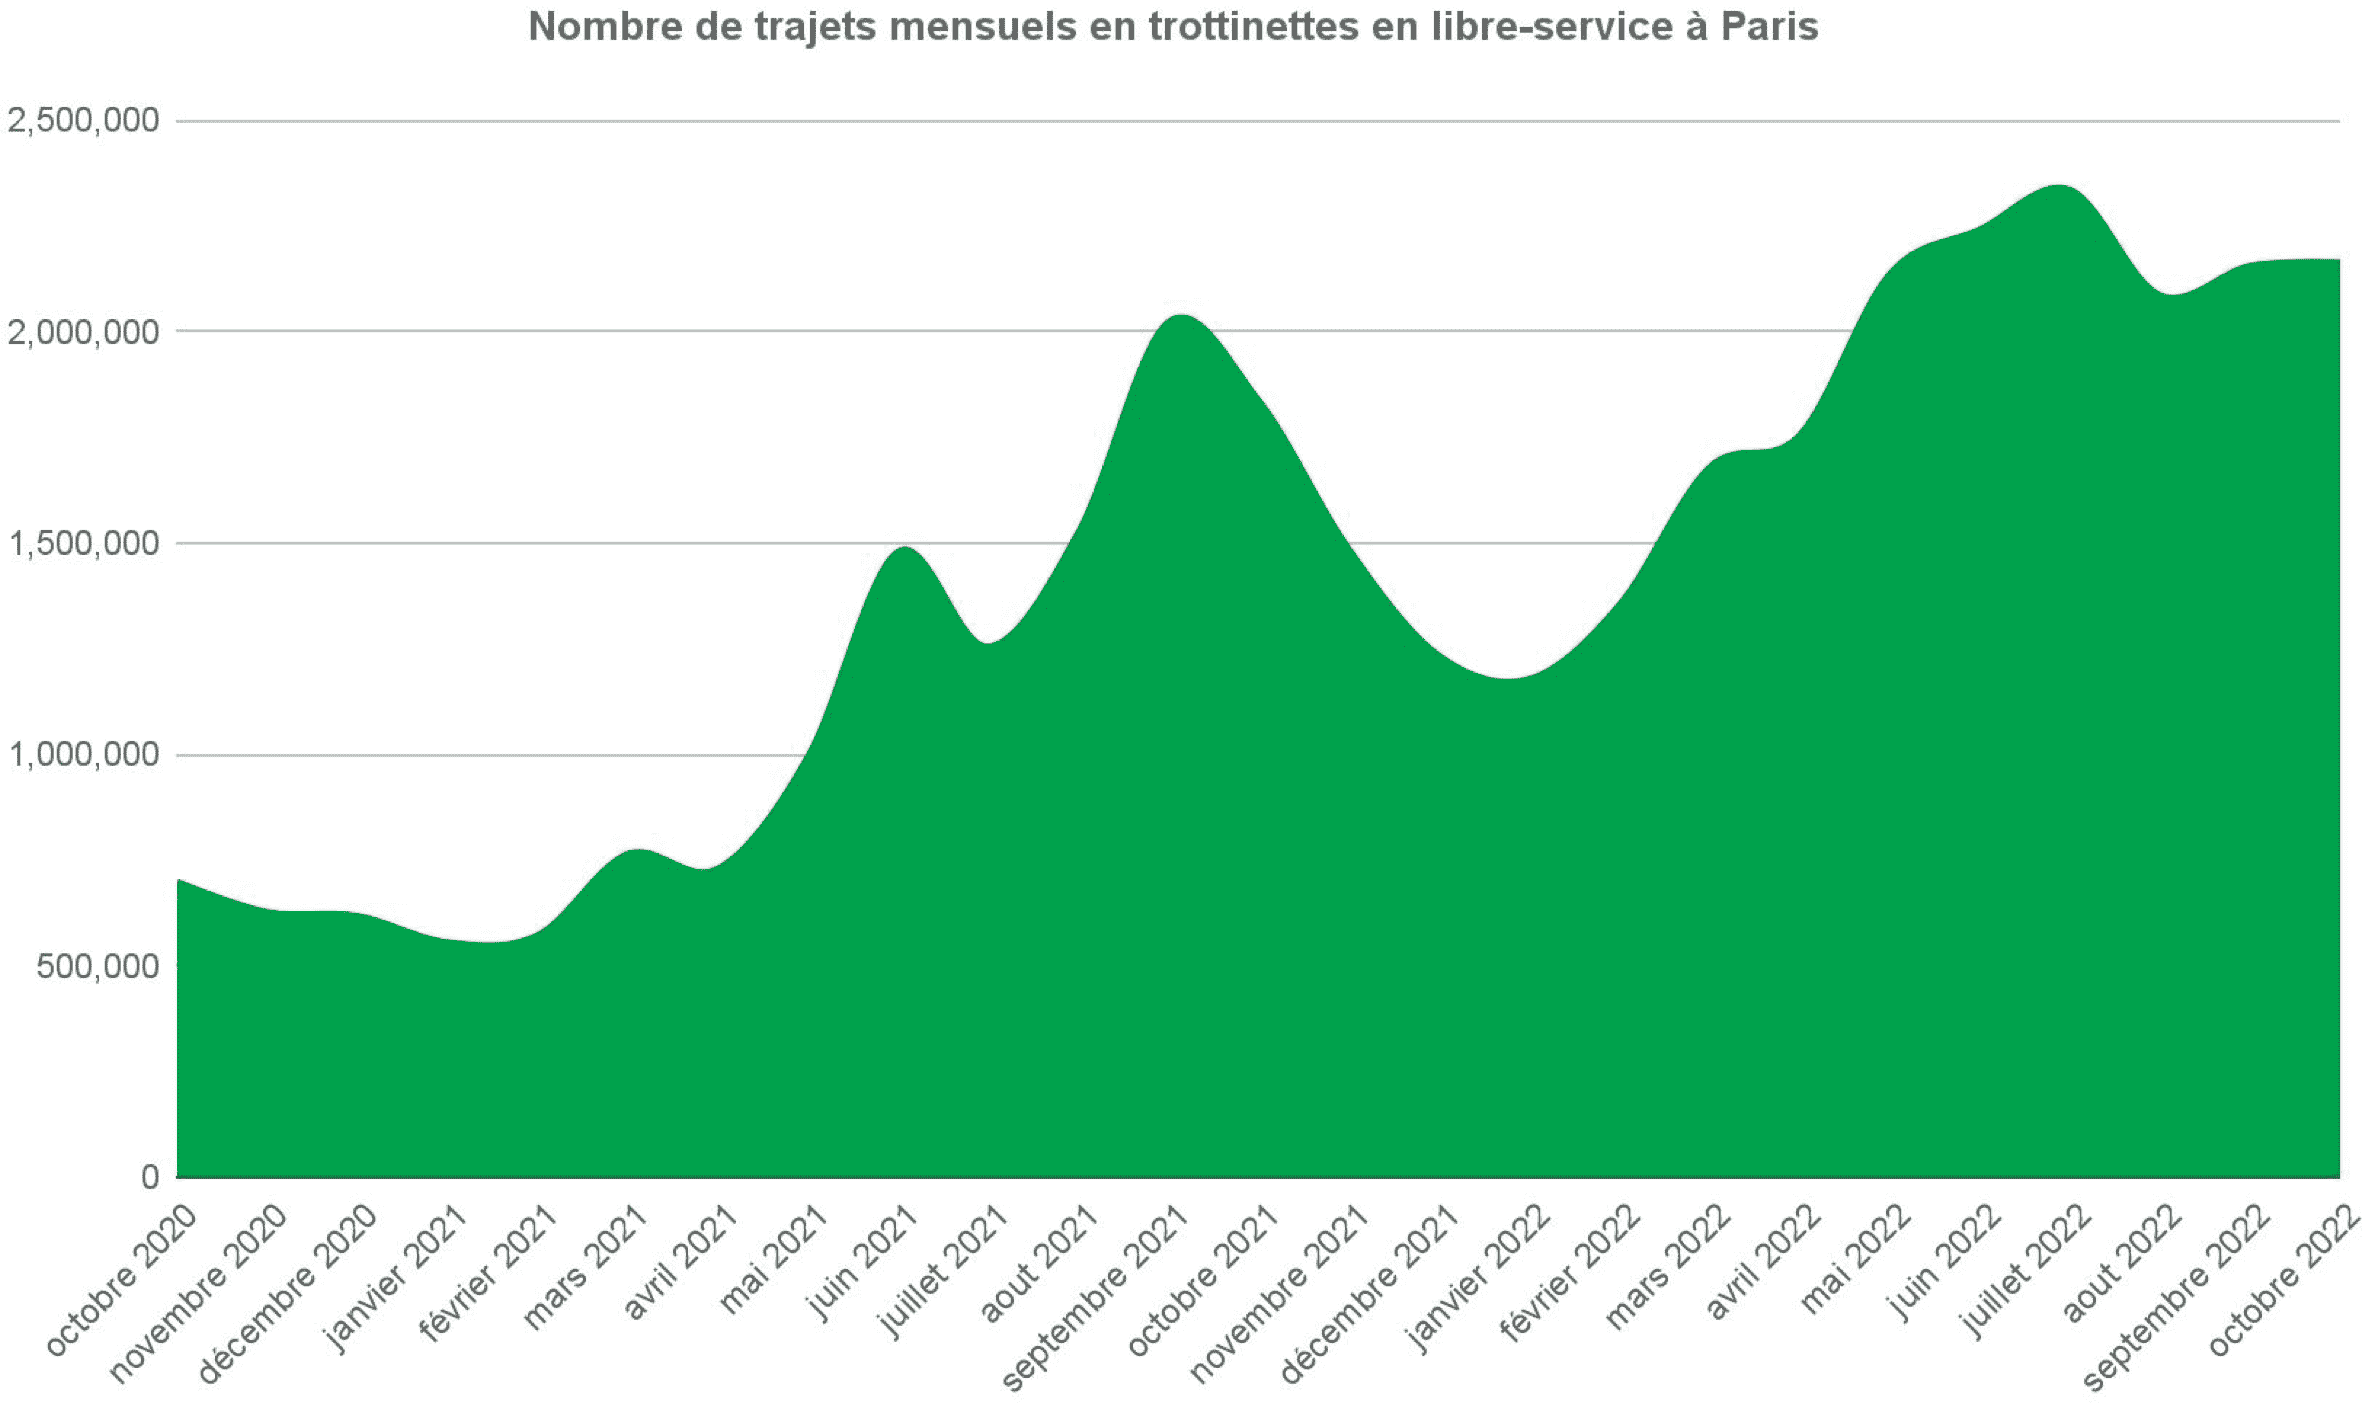 Nombre de trajets mensuels en trottinettes en libre-service à Paris
2,500,000
2,000,000
1,500,000
1,000,000
500,000
0
octobre 2020
novembre 2020
décembre 2020
janvier 2021
février 2021
mars 2021
avril 2021
mai 2021
juin 2021
juillet 2021
aout 2021
septembre 2021
octobre 2021
novembre 2021
décembre 2021
janvier 2022
février 2022
mars 2022
avril 2022
mai 2022
juin 2022
juillet 2022
aout 2022
septembre 2022
octobre 2022